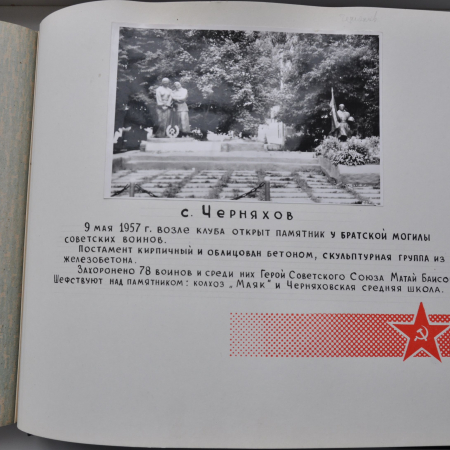 с. Черняхов
9 мая 1957 г. возле клуба открыт памятник у братской могилы
советских воинов.
Постамент кирпичный и облицован бетоном, скульптурная группа из
железобетона.
Захоронено 78 воинов и среди них Герой Советского Союза Матай Баисо
Шефствуют над памятником: колхоз „Маяк" и Черняховская средняя школа.